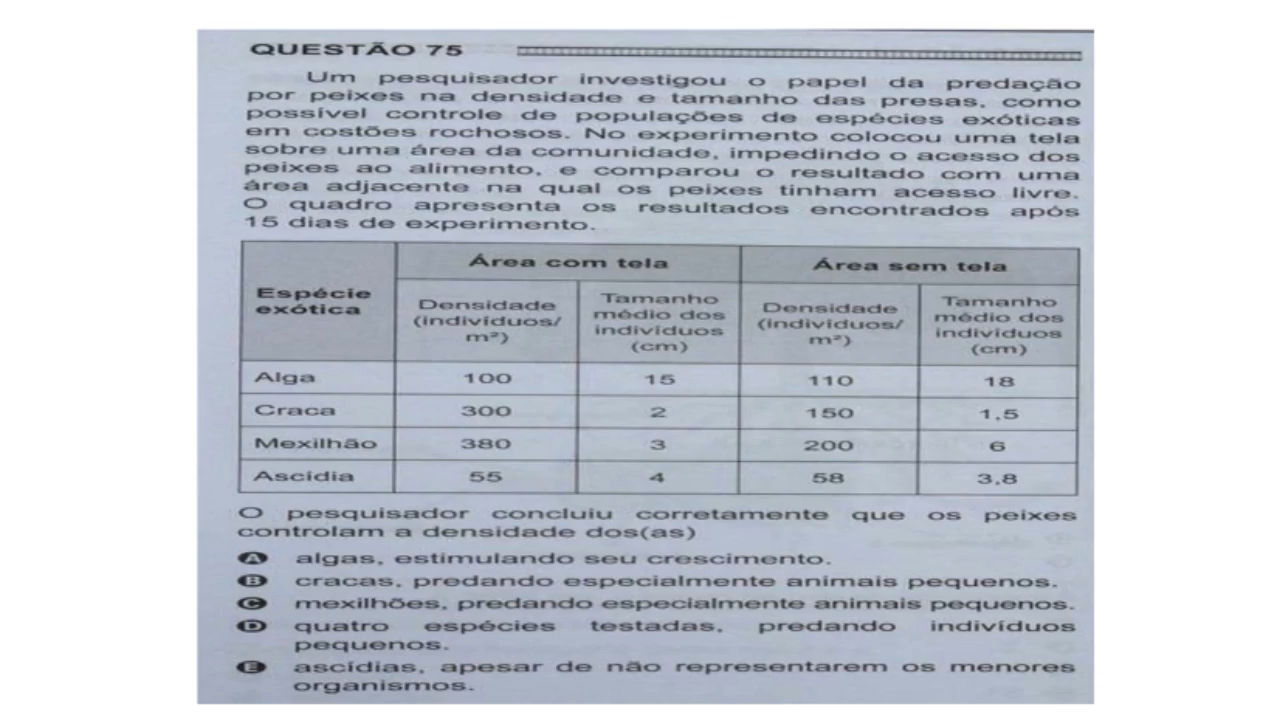 QUESTÃO 75
Um pesquisador investigou o papel da predação
por peixes na densidade e tamanho das presas, como
possível controle de populações de espécies exóticas
em costões rochosos. No experimento colocou uma tela
sobre uma área da comunidade, impedindo o acesso dos
peixes ao alimento, e comparou o resultado com uma
área adjacente na qual os peixes tinham acesso livre.
O quadro apresenta os resultados encontrados após
15 dias de experimento.
Espécie exótica
Área com tela
Área sem tela
Densidade (indivíduos/ m²)
Tamanho médio dos indivíduos (cm)
Densidade (indivíduos/ m²)
Tamanho médio dos indivíduos (cm)
Alga 100 15 110 18
Craca 300 2 150 1,5
Mexilhão 380 3 200 6
Ascídia 55 4 58 3,8
O pesquisador concluiu corretamente que os peixes
controlam a densidade dos(as)
A algas, estimulando seu crescimento.
B cracas, predando especialmente animais pequenos.
C mexilhões, predando especialmente animais pequenos.
D quatro espécies testadas, predando indivíduos
pequenos.
E ascídias, apesar de não representarem os menores
organismos.